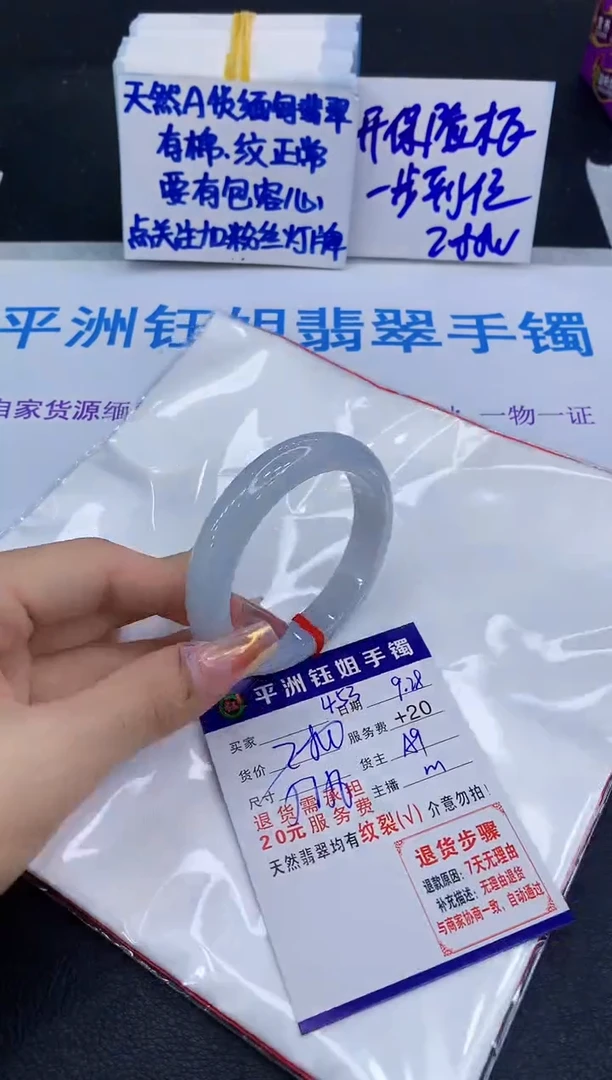 天然A货缅甸翡翠
有棉、纹正常
要有包容心
点关注加粉丝灯牌
开保险柜
一步到位
平洲钰姐翡翠手镯
自家货源缅
一物一证
平洲钰姐手镯
453
买家
日期 9.28
货价
服务费 +20
尺寸
货主 A9
主播 m
退货需承担
20元服务费
天然翡翠均有纹裂(√) 介意勿拍!
退货步骤
退款原因：7天无理由
补充描述：无理由退货
与商家协商一致，自动通过